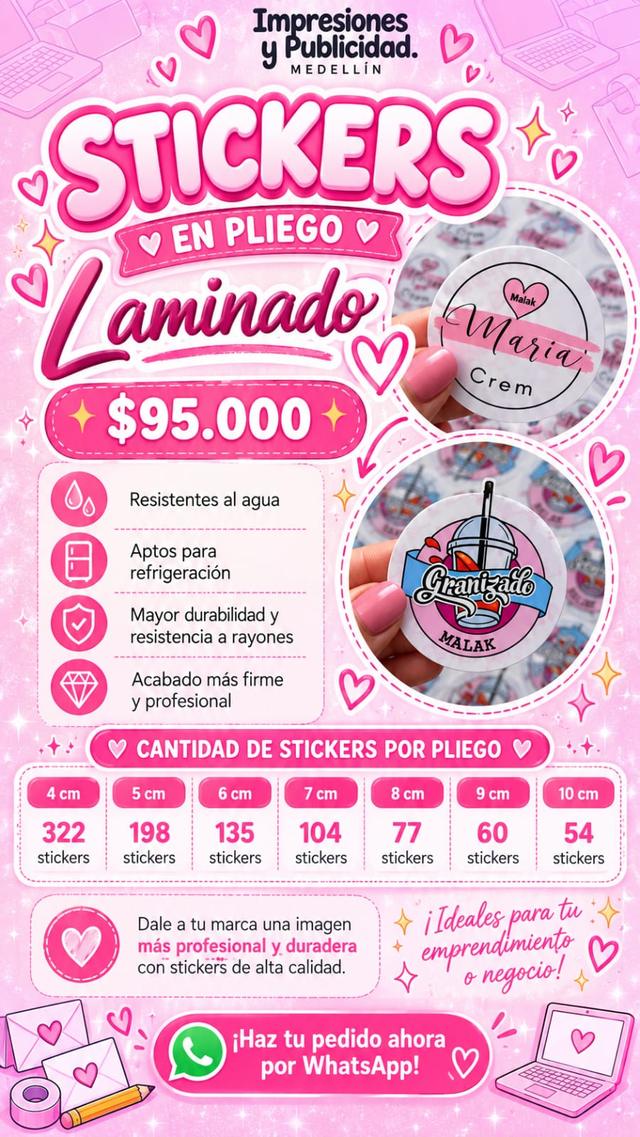 Impresiones
y Publicidad.
MEDELLÍN
STICKERS
EN PLIEGO
Laminado
$95.000
Malak
Maria
Crem
Resistentes al agua
Aptos para
refrigeración
Mayor durabilidad y
resistencia a rayones
Acabado más firme
y profesional
Granizado
MALAK
CANTIDAD DE STICKERS POR PLIEGO
4 cm 5 cm 6 cm 7 cm 8 cm 9 cm 10 cm
322 198 135 104 77 60 54
stickers stickers stickers stickers stickers stickers stickers
Dale a tu marca una imagen
más profesional y duradera
con stickers de alta calidad.
¡Ideales para tu
emprendimiento
o negocio!
¡Haz tu pedido ahora
por WhatsApp!